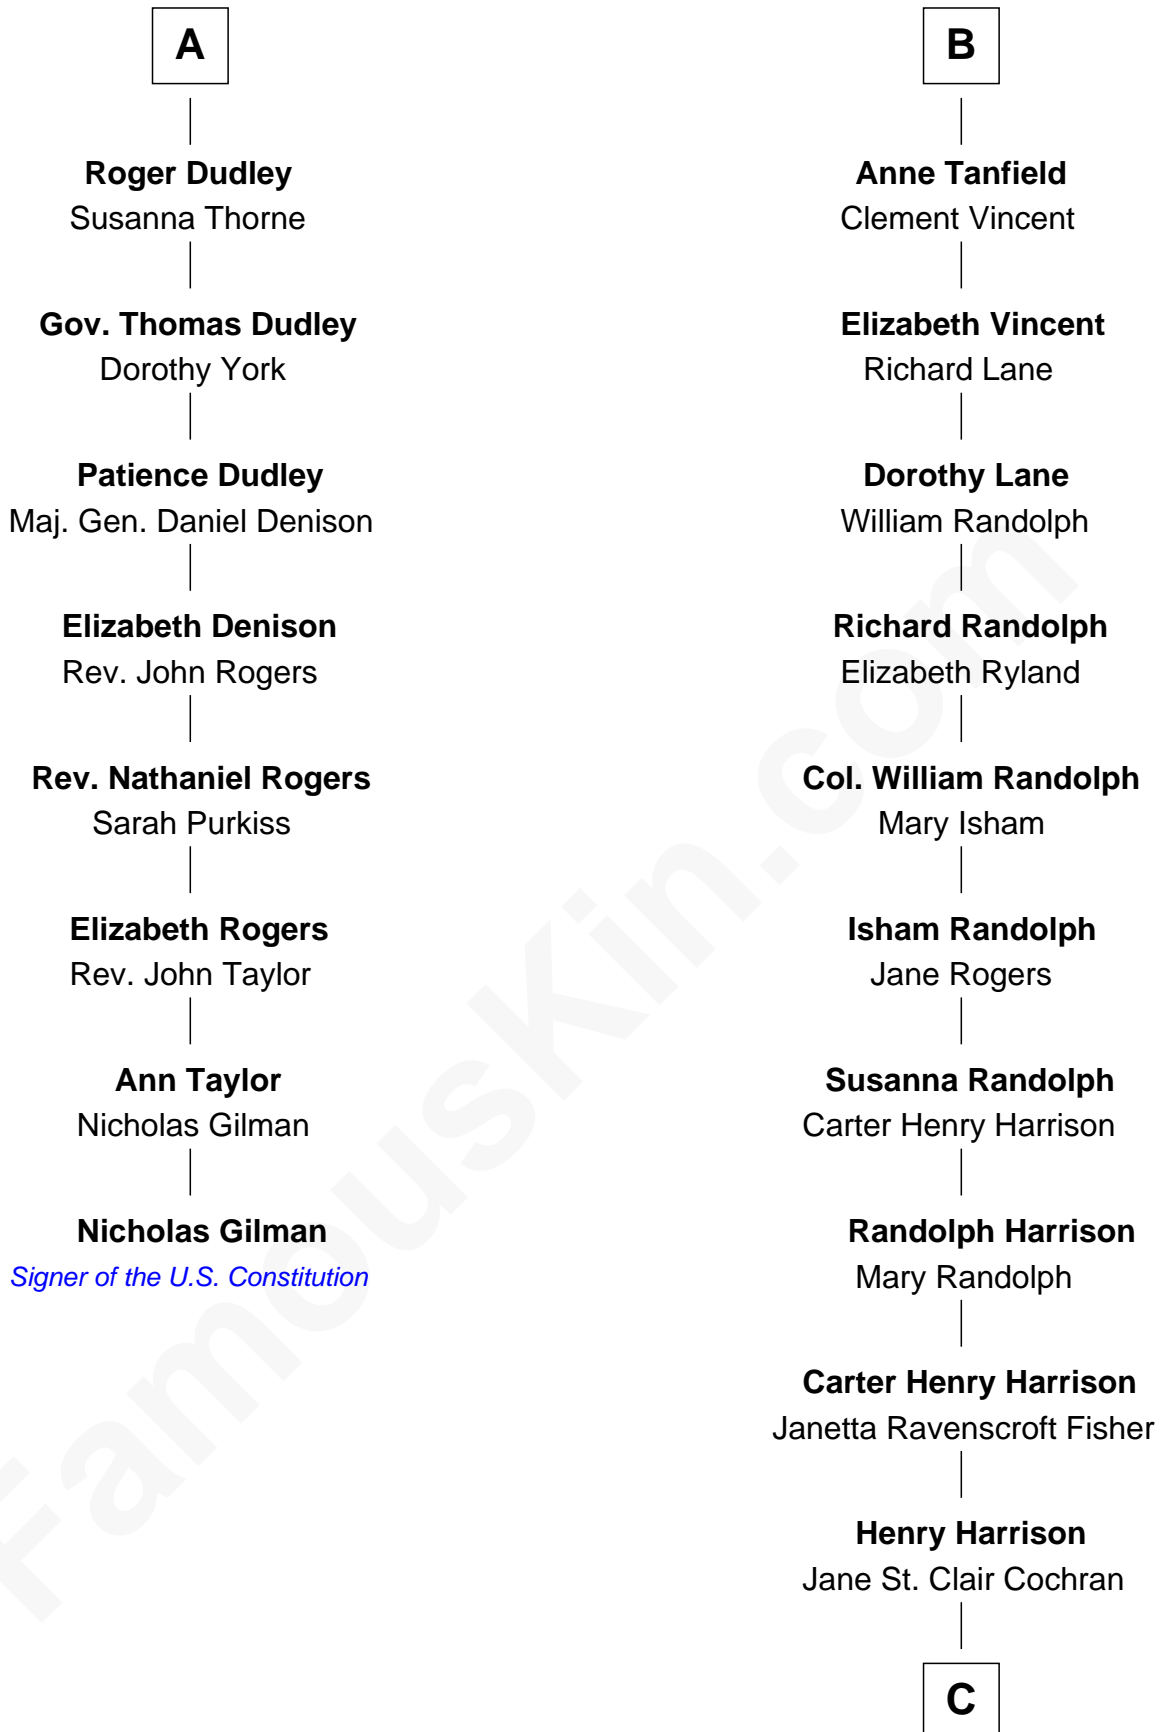 A
Roger Dudley
Susanna Thorne
Gov. Thomas Dudley
Dorothy York
Patience Dudley
Maj. Gen. Daniel Denison
Elizabeth Denison
Rev. John Rogers
Rev. Nathaniel Rogers
Sarah Purkiss
Elizabeth Rogers
Rev. John Taylor
Ann Taylor
Nicholas Gilman
Nicholas Gilman
Signer of the U.S. Constitution
B
Anne Tanfield
Clement Vincent
Elizabeth Vincent
Richard Lane
Dorothy Lane
William Randolph
Richard Randolph
Elizabeth Ryland
Col. William Randolph
Mary Isham
Isham Randolph
Jane Rogers
Susanna Randolph
Carter Henry Harrison
Randolph Harrison
Mary Randolph
Carter Henry Harrison
Janetta Ravenscroft Fisher
Henry Harrison
Jane St. Clair Cochran
C
FamousKin.com